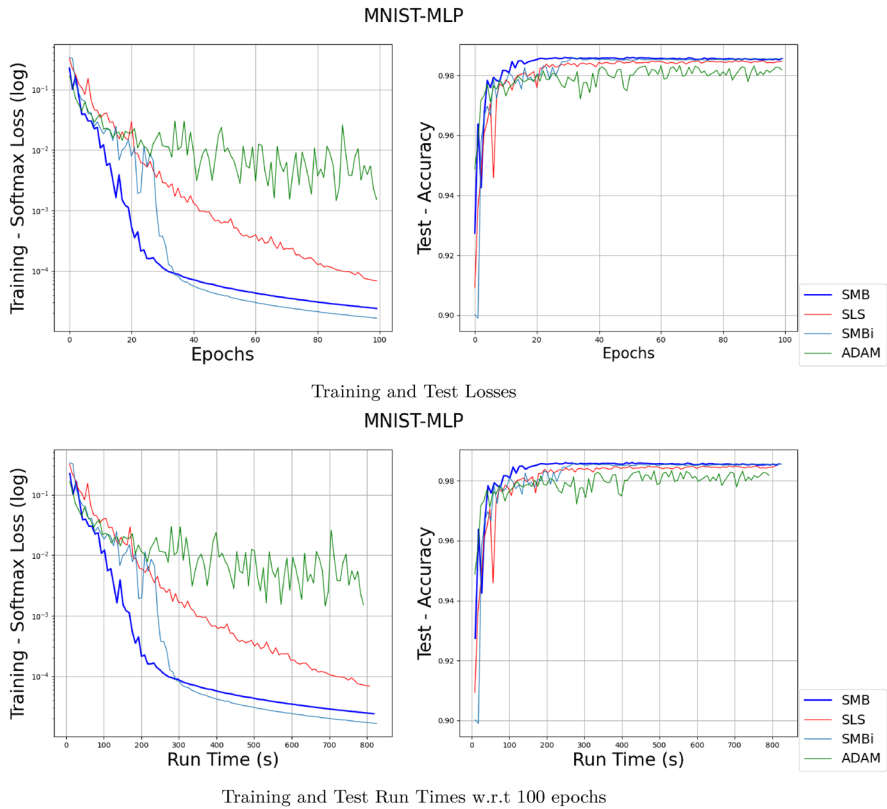 MNIST-MLP
Training - Softmax Loss (log)
10⁻¹
10⁻²
10⁻³
10⁻⁴
0 20 40 60 80 100
Epochs
Test - Accuracy
0.98
0.96
0.94
0.92
0.90
0 20 40 60 80 100
Epochs
SMB
SLS
SMBi
ADAM
Training and Test Losses
MNIST-MLP
Training - Softmax Loss (log)
10⁻¹
10⁻²
10⁻³
10⁻⁴
0 100 200 300 400 500 600 700 800
Run Time (s)
Test - Accuracy
0.98
0.96
0.94
0.92
0.90
0 100 200 300 400 500 600 700 800
Run Time (s)
SMB
SLS
SMBi
ADAM
Training and Test Run Times w.r.t 100 epochs